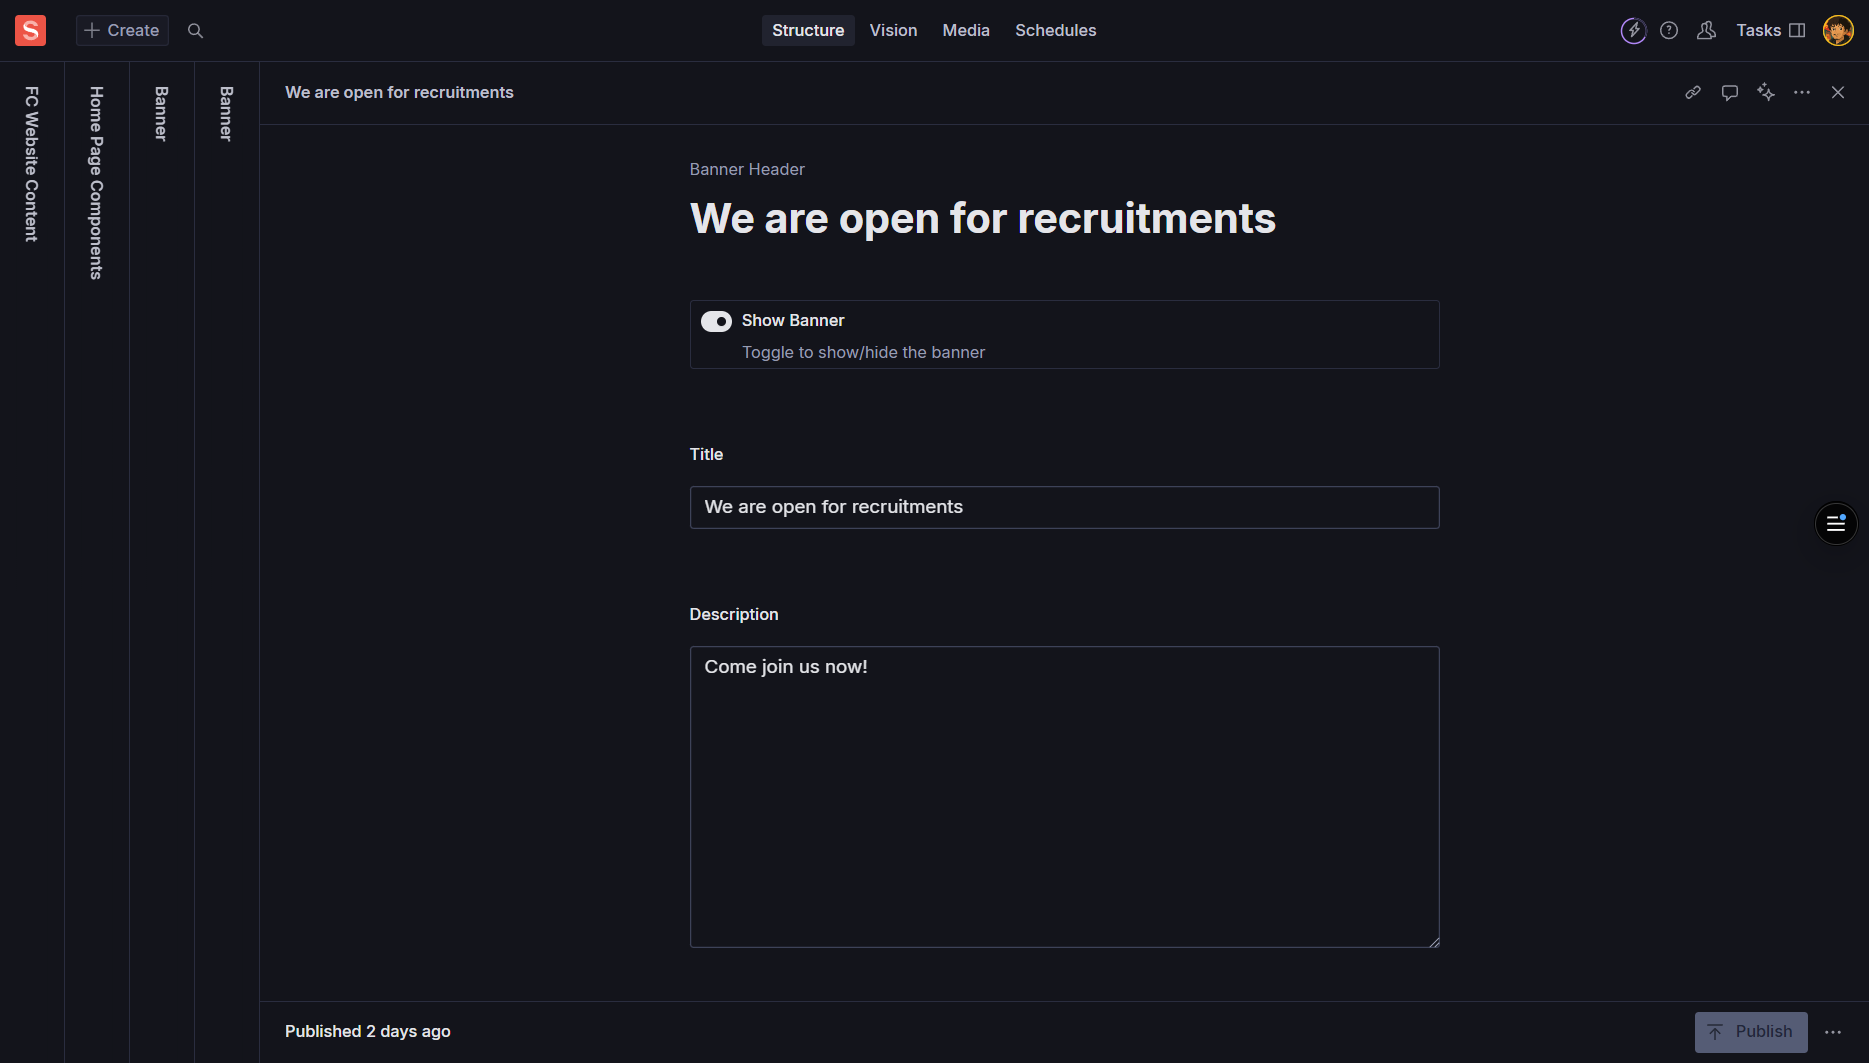 S
Create
Structure
Vision
Media
Schedules
Tasks
FC Website Content
Home Page Components
Banner
Banner
We are open for recruitments
Banner Header
We are open for recruitments
Show Banner
Toggle to show/hide the banner
Title
We are open for recruitments
Description
Come join us now!
Published 2 days ago
Publish